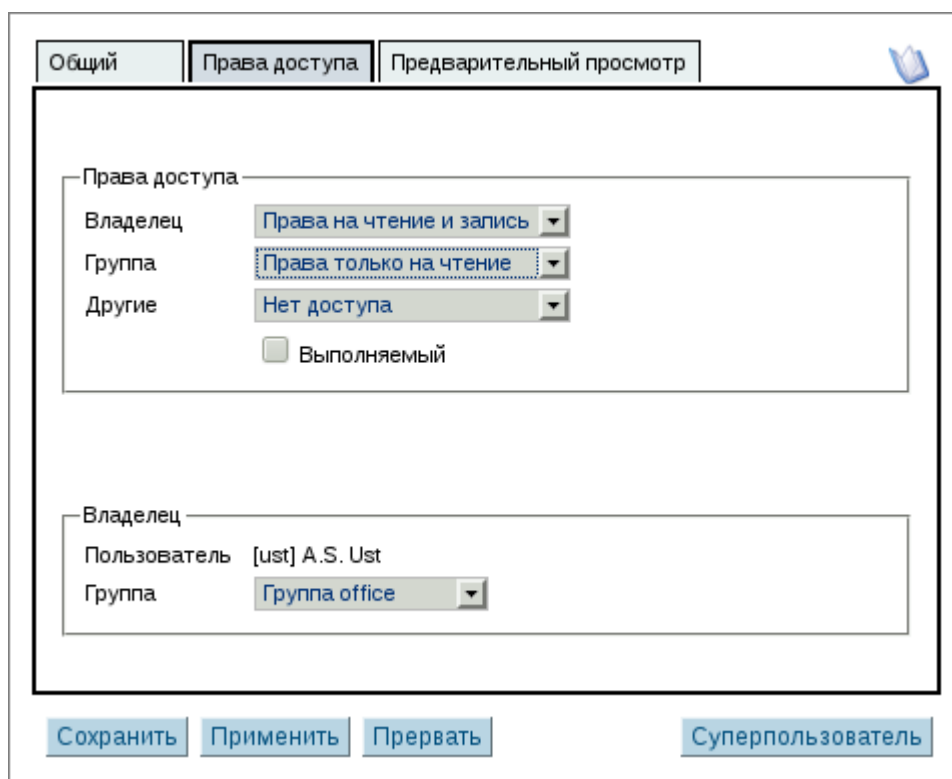 Общий Права доступа Предварительный просмотр
Права доступа
Владелец Права на чтение и запись
Группа Права только на чтение
Другие Нет доступа
Выполняемый
Владелец
Пользователь [ust] A.S. Ust
Группа Группа office
Сохранить Применить Прервать Суперпользователь